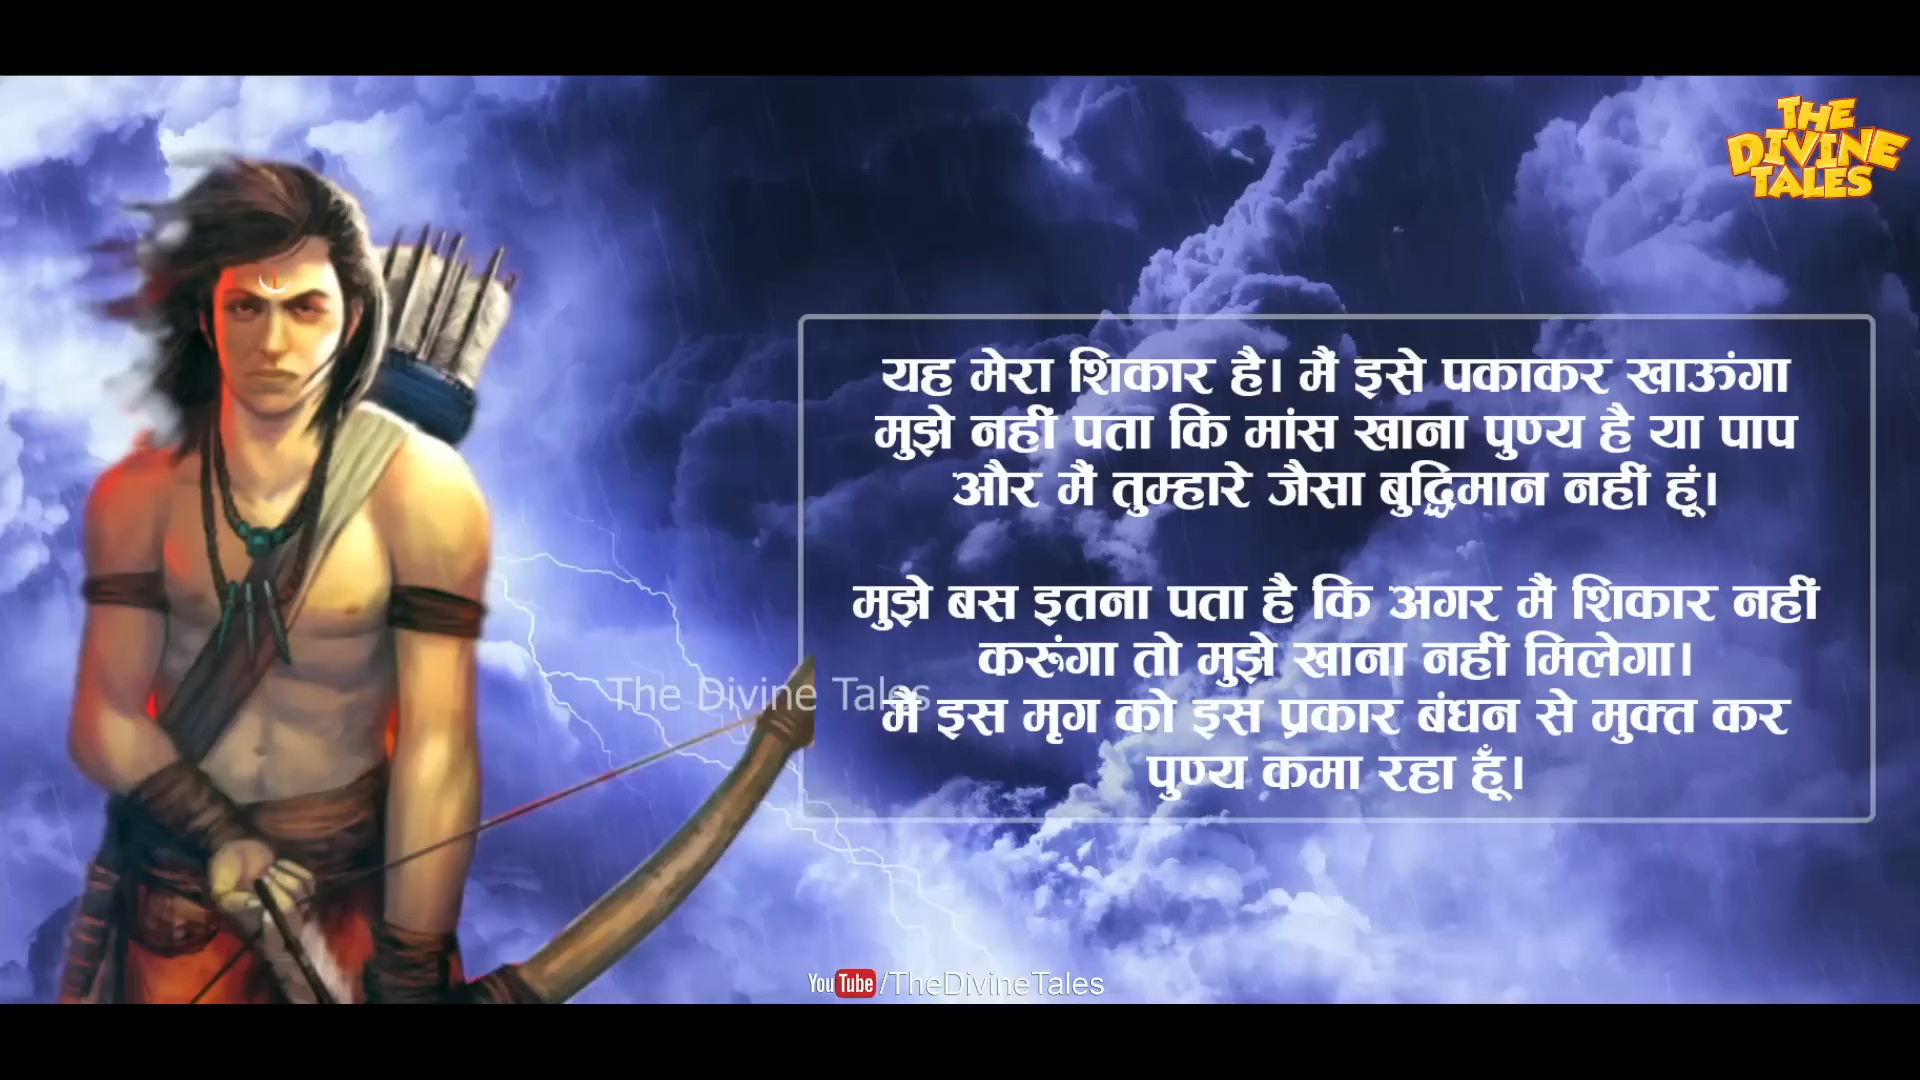 THE
DIVINE
TALES
यह मेरा शिकार है। मैं इसे पकाकर खाऊंगा
मुझे नहीं पता कि मांस खाना पुण्य है या पाप
और मैं तुम्हारे जैसा बुद्धिमान नहीं हूं।
मुझे बस इतना पता है कि अगर मैं शिकार नहीं
करुंगा तो मुझे खाना नहीं मिलेगा।
The Divine Tales
मैं इस मृग को इस प्रकार बंधन से मुक्त कर
पुण्य कमा रहा हूँ।
YouTube/TheDivineTales